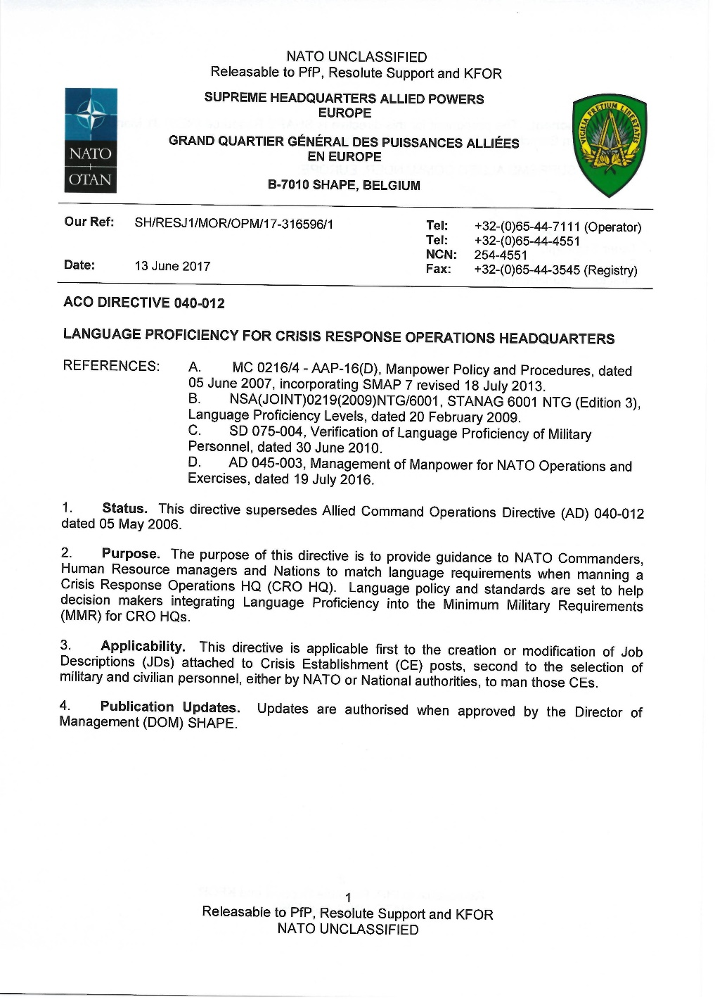 NATO UNCLASSIFIED
Releasable to PfP, Resolute Support and KFOR
SUPREME HEADQUARTERS ALLIED POWERS
EUROPE
GRAND QUARTIER GÉNÉRAL DES PUISSANCES ALLIÉES
EN EUROPE
B-7010 SHAPE, BELGIUM
NATO
OTAN
VIGILIA PRETIUM LIBERTATIS
Our Ref: SH/RESJ1/MOR/OPM/17-316596/1
Tel: +32-(0)65-44-7111 (Operator)
Tel: +32-(0)65-44-4551
NCN: 254-4551
Date: 13 June 2017
Fax: +32-(0)65-44-3545 (Registry)
ACO DIRECTIVE 040-012
LANGUAGE PROFICIENCY FOR CRISIS RESPONSE OPERATIONS HEADQUARTERS
REFERENCES: A. MC 0216/4 - AAP-16(D), Manpower Policy and Procedures, dated
05 June 2007, incorporating SMAP 7 revised 18 July 2013.
B. NSA(JOINT)0219(2009)NTG/6001, STANAG 6001 NTG (Edition 3),
Language Proficiency Levels, dated 20 February 2009.
C. SD 075-004, Verification of Language Proficiency of Military
Personnel, dated 30 June 2010.
D. AD 045-003, Management of Manpower for NATO Operations and
Exercises, dated 19 July 2016.
1. Status. This directive supersedes Allied Command Operations Directive (AD) 040-012
dated 05 May 2006.
2. Purpose. The purpose of this directive is to provide guidance to NATO Commanders,
Human Resource managers and Nations to match language requirements when manning a
Crisis Response Operations HQ (CRO HQ). Language policy and standards are set to help
decision makers integrating Language Proficiency into the Minimum Military Requirements
(MMR) for CRO HQs.
3. Applicability. This directive is applicable first to the creation or modification of Job
Descriptions (JDs) attached to Crisis Establishment (CE) posts, second to the selection of
military and civilian personnel, either by NATO or National authorities, to man those CEs.
4. Publication Updates. Updates are authorised when approved by the Director of
Management (DOM) SHAPE.
1
Releasable to PfP, Resolute Support and KFOR
NATO UNCLASSIFIED